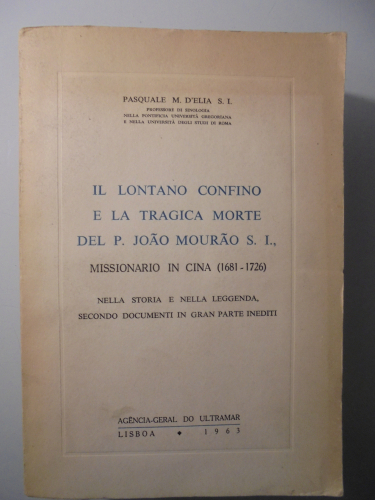 PASQUALE M. D'ELIA S. I.
PROFESSORE DI SINOLOGIA
NELLA PONTIFICIA UNIVERSITÀ GREGORIANA
E NELLA UNIVERSITÀ DEGLI STUDI DI ROMA
IL LONTANO CONFINO
E LA TRAGICA MORTE
DEL P. JOÃO MOURÃO S. I.,
MISSIONARIO IN CINA (1681-1726)
NELLA STORIA E NELLA LEGGENDA,
SECONDO DOCUMENTI IN GRAN PARTE INEDITI
AGÊNCIA-GERAL DO ULTRAMAR
LISBOA • 1963